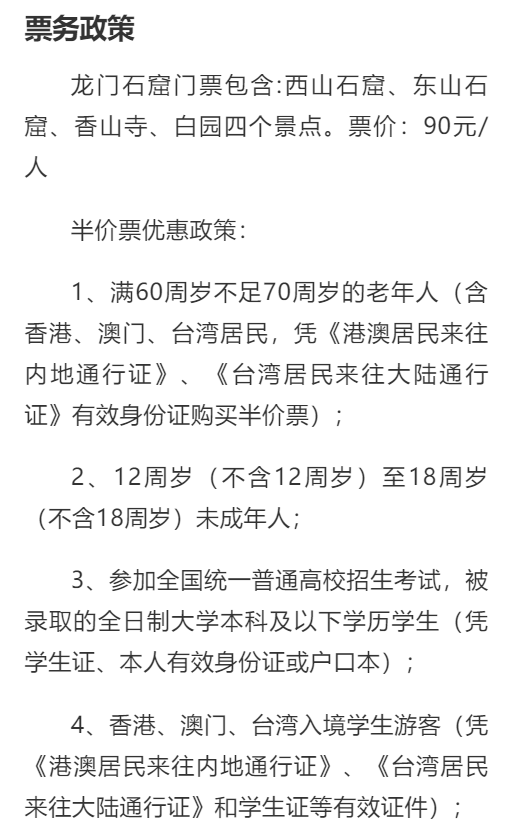 票务政策
龙门石窟门票包含:西山石窟、东山石
窟、香山寺、白园四个景点。票价：90元/
人
半价票优惠政策：
1、满60周岁不足70周岁的老年人（含
香港、澳门、台湾居民，凭《港澳居民来往
内地通行证》、《台湾居民来往大陆通行
证》有效身份证购买半价票）；
2、12周岁（不含12周岁）至18周岁
（不含18周岁）未成年人；
3、参加全国统一普通高校招生考试，被
录取的全日制大学本科及以下学历学生（凭
学生证、本人有效身份证或户口本）；
4、香港、澳门、台湾入境学生游客（凭
《港澳居民来往内地通行证》、《台湾居民
来往大陆通行证》和学生证等有效证件）；